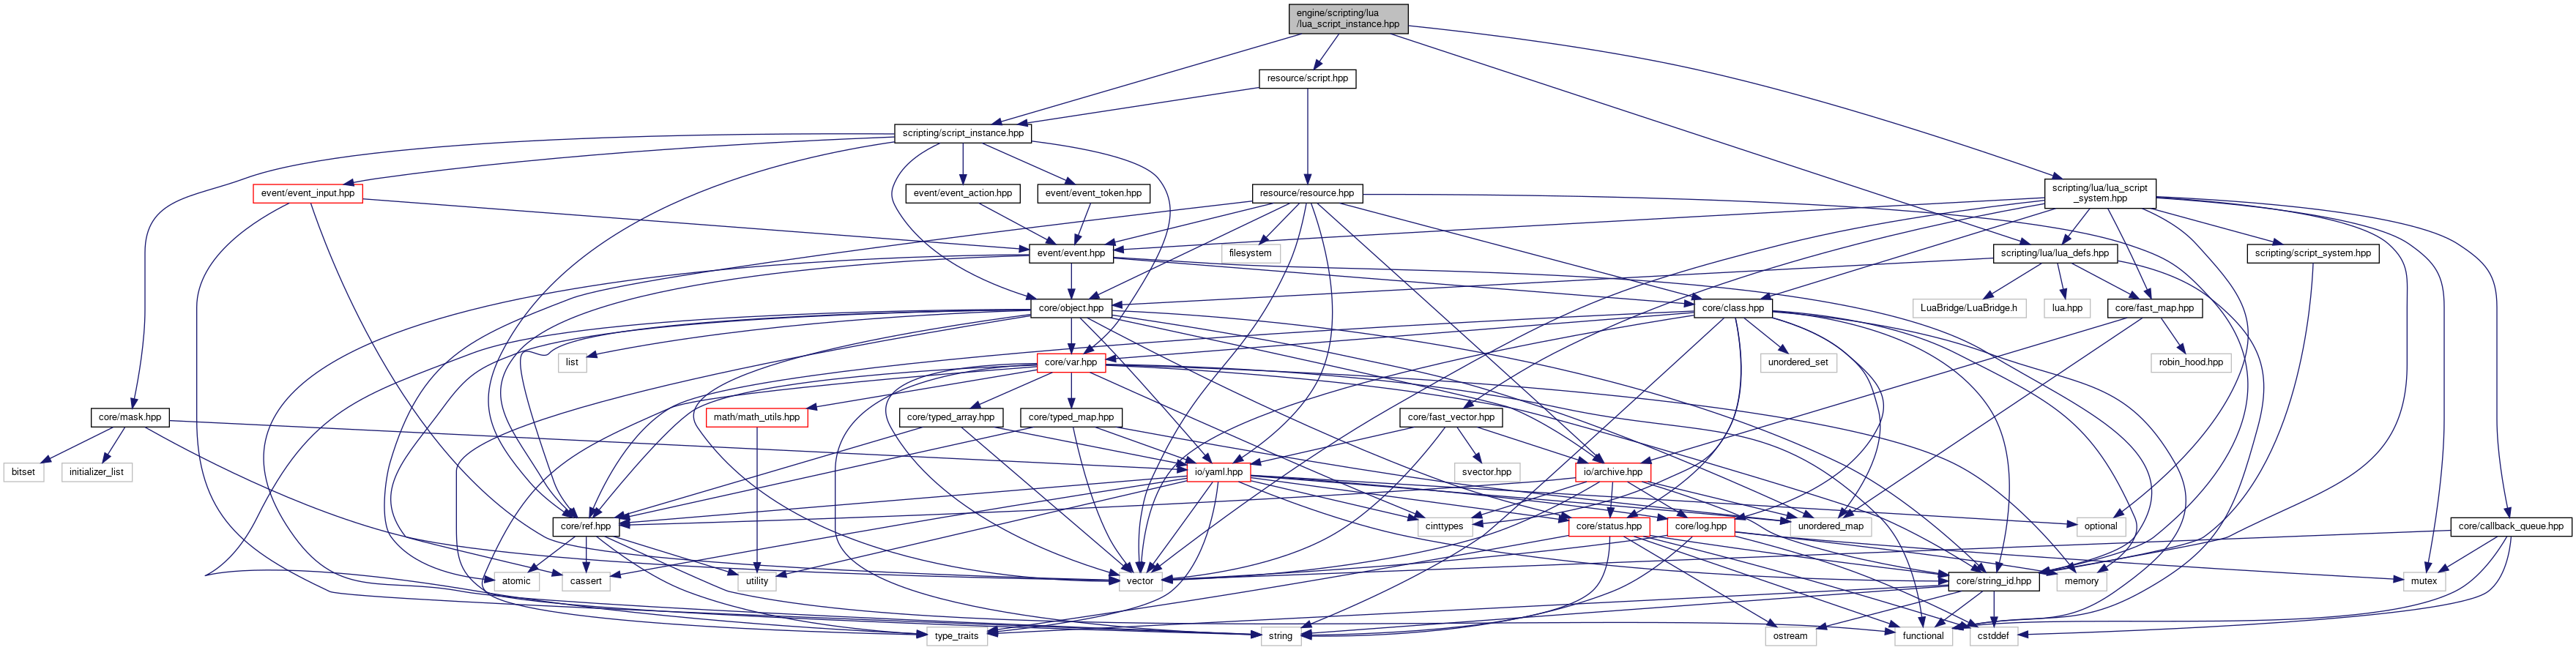 engine/scripting/lua
/lua_script_instance.hpp
resource/script.hpp
scripting/script_instance.hpp
event/event_input.hpp
event/event_action.hpp
event/event_token.hpp
resource/resource.hpp
scripting/lua/lua_script
_system.hpp
event/event.hpp
filesystem
scripting/lua/lua_defs.hpp
scripting/script_system.hpp
core/object.hpp
core/class.hpp
LuaBridge/LuaBridge.h
lua.hpp
core/fast_map.hpp
list
core/var.hpp
unordered_set
robin_hood.hpp
core/mask.hpp
math/math_utils.hpp
core/typed_array.hpp
core/typed_map.hpp
core/fast_vector.hpp
bitset
initializer_list
io/yaml.hpp
svector.hpp
io/archive.hpp
core/ref.hpp
cinttypes
core/status.hpp
core/log.hpp
unordered_map
optional
core/callback_queue.hpp
atomic
cassert
utility
vector
core/string_id.hpp
memory
mutex
type_traits
string
ostream
functional
cstddef